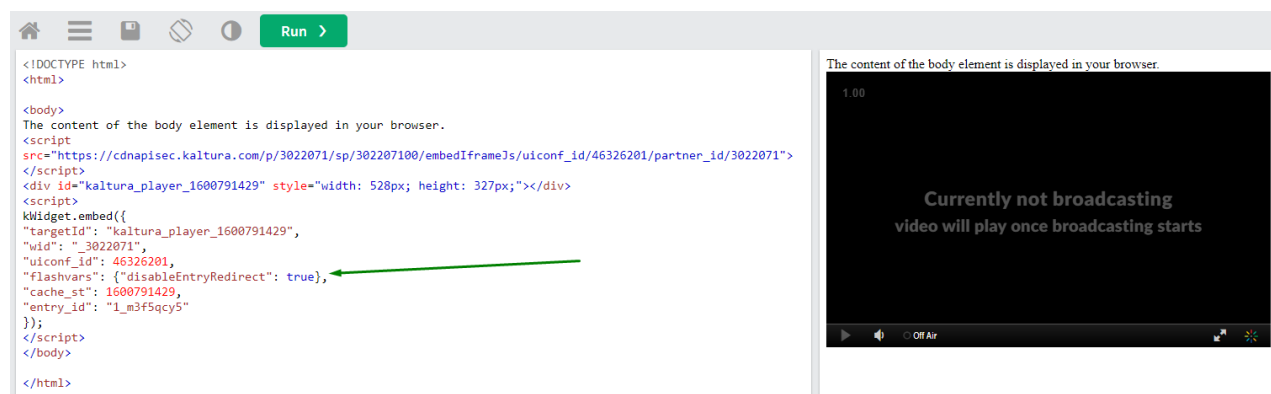 Run ❯
<!DOCTYPE html>
<html>
<body>
The content of the body element is displayed in your browser.
<script
src="https://cdnapisec.kaltura.com/p/3022071/sp/302207100/embedIframeJs/uiconf_id/46326201/partner_id/3022071">
</script>
<div id="kaltura_player_1600791429" style="width: 528px; height: 327px;"></div>
<script>
kWidget.embed({
"targetId": "kaltura_player_1600791429",
"wid": "_3022071",
"uiconf_id": 46326201,
"flashvars": {"disableEntryRedirect": true},
"cache_st": 1600791429,
"entry_id": "1_m3f5qcy5"
});
</script>
</body>
</html>
The content of the body element is displayed in your browser.
1.00
Currently not broadcasting
video will play once broadcasting starts
Off Air